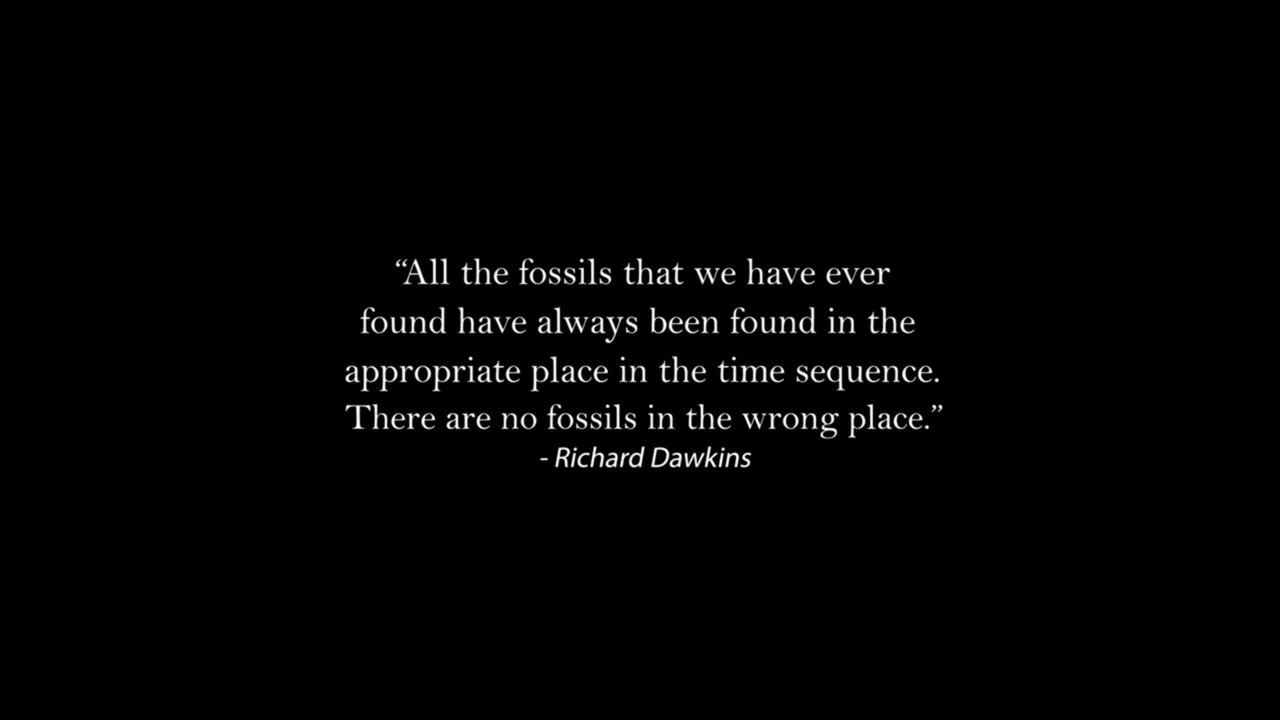 “All the fossils that we have ever
found have always been found in the
appropriate place in the time sequence.
There are no fossils in the wrong place.”
- Richard Dawkins